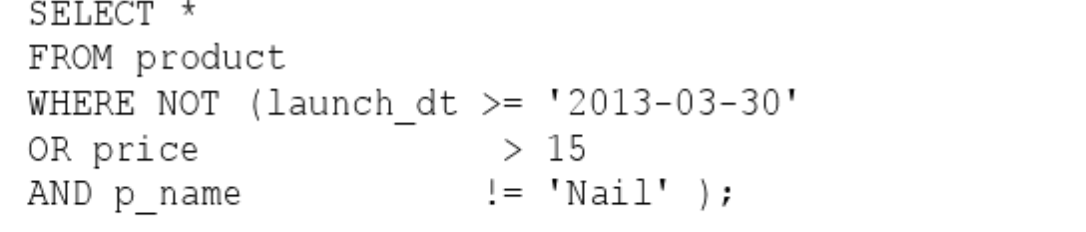 SELECT *
FROM product
WHERE NOT (launch_dt >= '2013-03-30'
OR price > 15
AND p_name != 'Nail' );